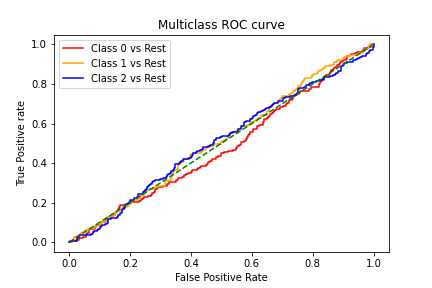 Multiclass ROC curve
Class 0 vs Rest
Class 1 vs Rest
Class 2 vs Rest
True Positive rate
1.0
0.8
0.6
0.4
0.2
0.0
0.0 0.2 0.4 0.6 0.8 1.0
False Positive Rate